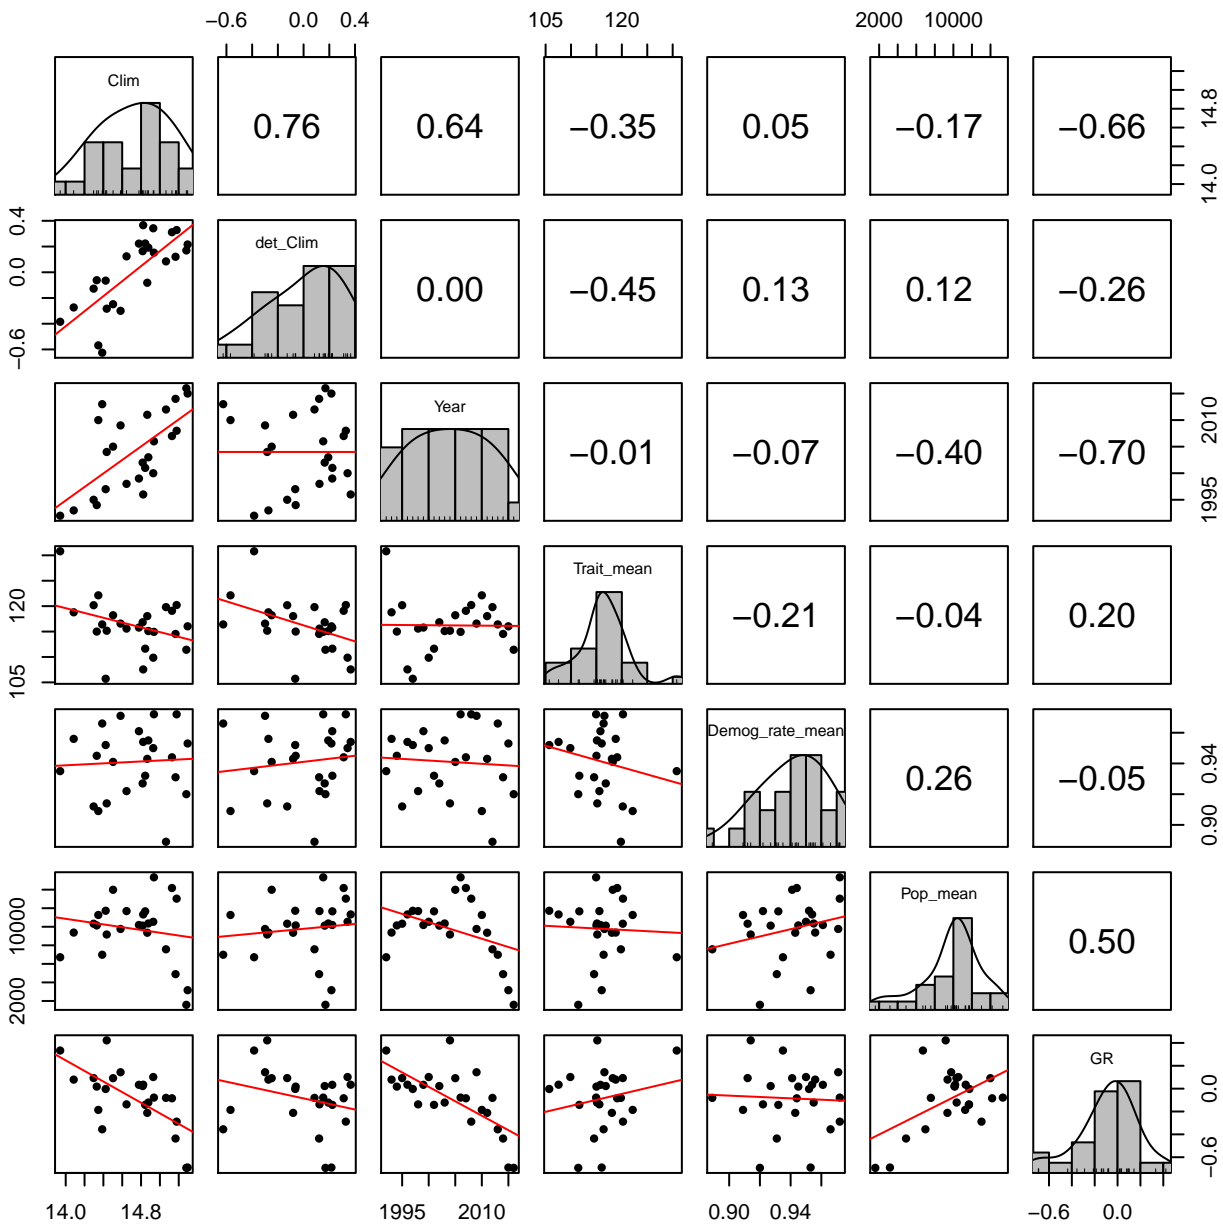 −0.6 0.0 0.4 105 120 2000 10000
Clim 0.76 0.64 −0.35 0.05 −0.17 −0.66 14.0 14.8
−0.6 0.0 0.4 det_Clim 0.00 −0.45 0.13 0.12 −0.26
Year −0.01 −0.07 −0.40 −0.70 1995 2010
105 120 Trait_mean −0.21 −0.04 0.20
Demog_rate_mean 0.26 −0.05 0.90 0.94
2000 10000 Pop_mean 0.50
GR −0.6 0.0
14.0 14.8 1995 2010 0.90 0.94 −0.6 0.0